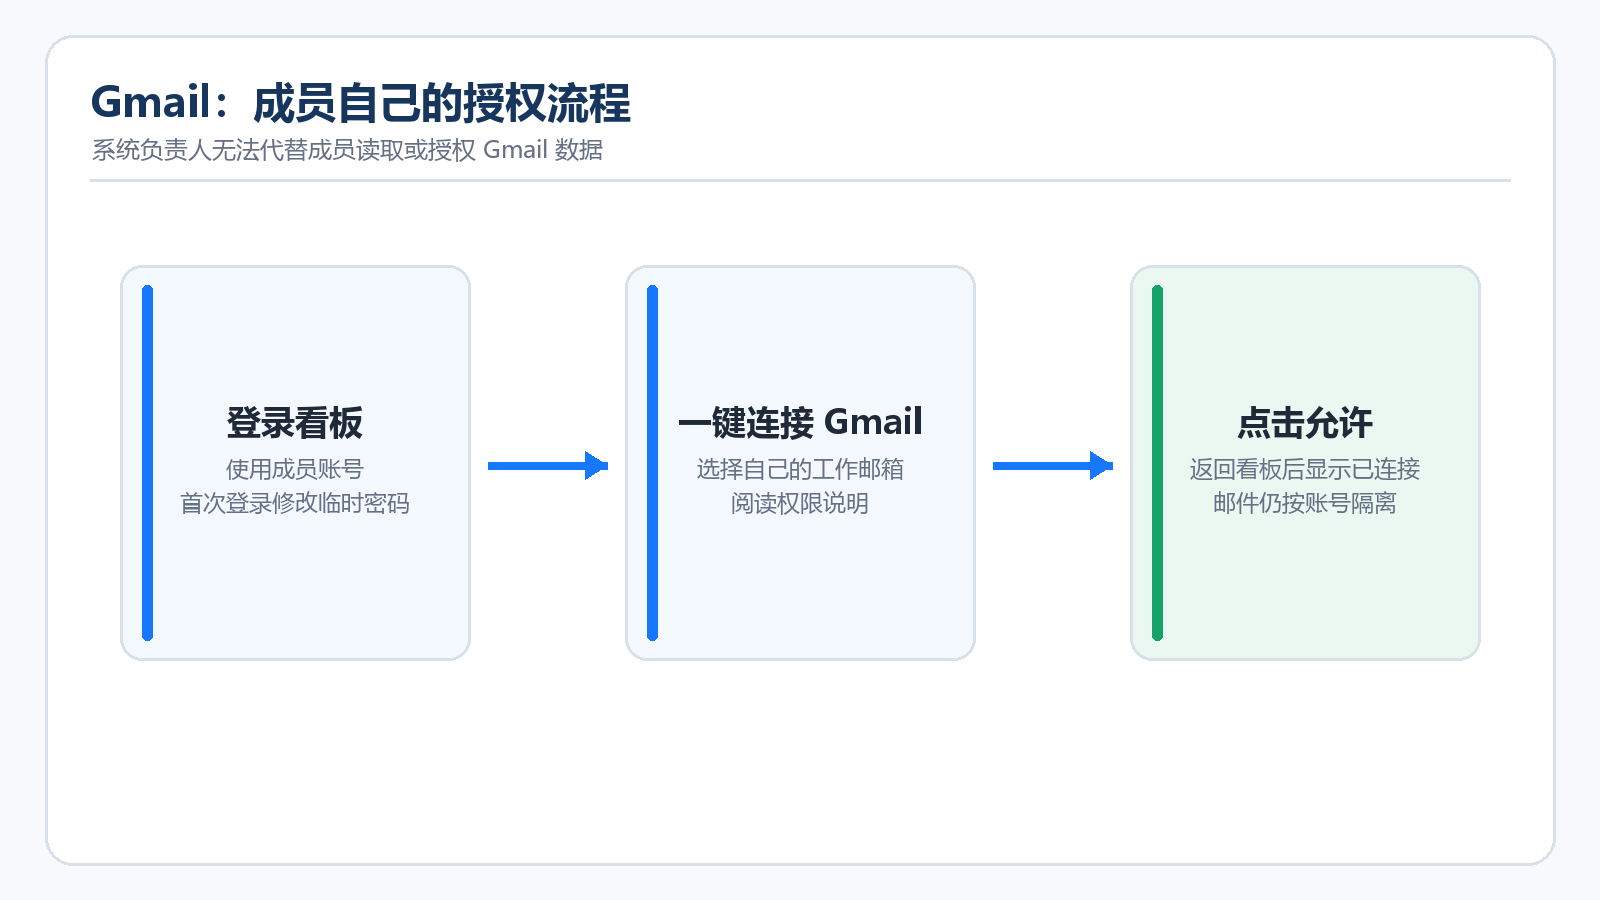 Gmail：成员自己的授权流程
系统负责人无法代替成员读取或授权 Gmail 数据
登录看板
使用成员账号
首次登录修改临时密码
一键连接 Gmail
选择自己的工作邮箱
阅读权限说明
点击允许
返回看板后显示已连接
邮件仍按账号隔离